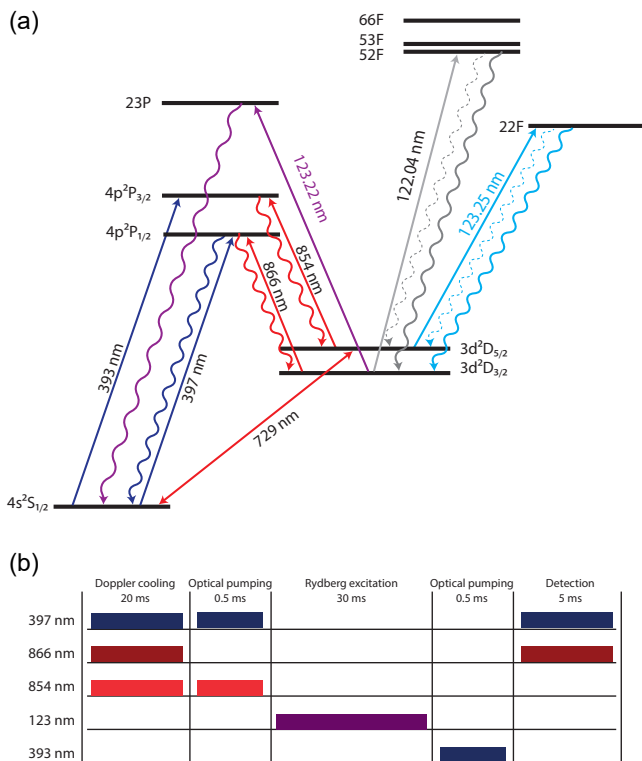 (a)
66F
53F
52F
23P
22F
4p²P3/2
4p²P1/2
123.22 nm
122.04 nm
123.25 nm
854 nm
866 nm
393 nm
397 nm
3d²D5/2
3d²D3/2
729 nm
4s²S1/2
(b)
Doppler cooling Optical pumping Rydberg excitation Optical pumping Detection
20 ms 0.5 ms 30 ms 0.5 ms 5 ms
397 nm
866 nm
854 nm
123 nm
393 nm